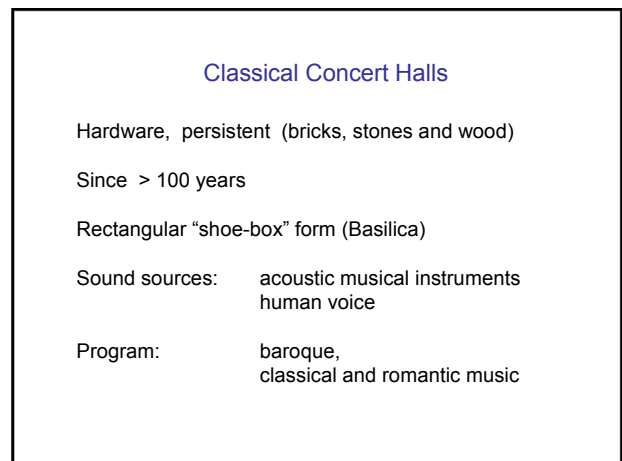 Classical Concert Halls
Hardware, persistent (bricks, stones and wood)
Since > 100 years
Rectangular “shoe-box” form (Basilica)
Sound sources: acoustic musical instruments
human voice
Program: baroque,
classical and romantic music